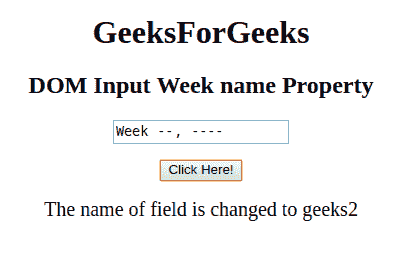 GeeksForGeeks
DOM Input Week name Property
Week --, ----
Click Here!
The name of field is changed to geeks2